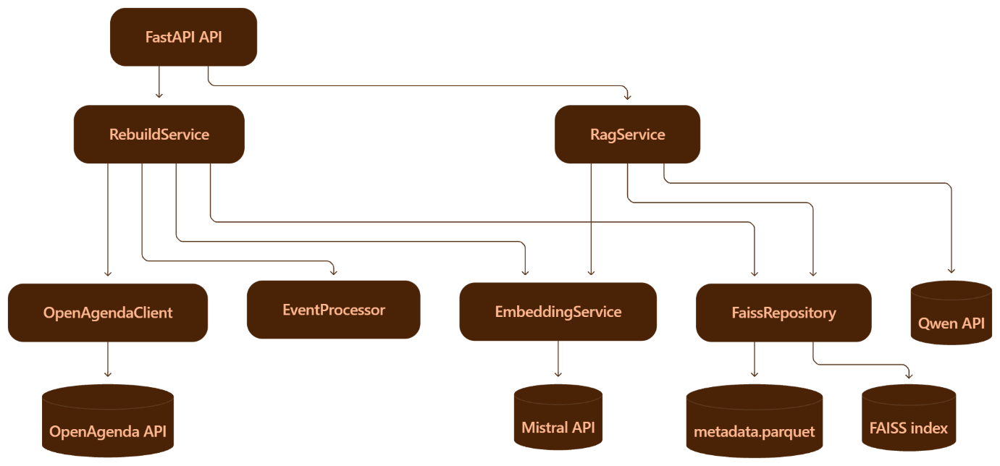 FastAPI API
RebuildService
RagService
OpenAgendaClient
EventProcessor
EmbeddingService
FaissRepository
Qwen API
OpenAgenda API
Mistral API
metadata.parquet
FAISS index